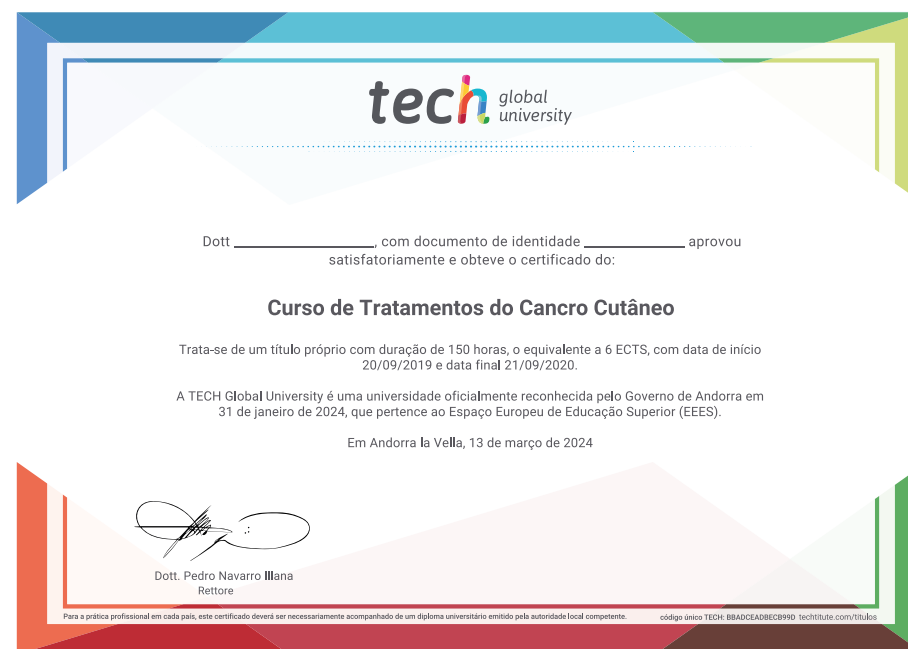 tech global university
Dott ____________________, com documento de identidade ______________ aprovou
satisfatoriamente e obteve o certificado do:
Curso de Tratamentos do Cancro Cutâneo
Trata-se de um título próprio com duração de 150 horas, o equivalente a 6 ECTS, com data de início
20/09/2019 e data final 21/09/2020.
A TECH Global University é uma universidade oficialmente reconhecida pelo Governo de Andorra em
31 de janeiro de 2024, que pertence ao Espaço Europeu de Educação Superior (EEES).
Em Andorra la Vella, 13 de março de 2024
Dott. Pedro Navarro Illana
Rettore
Para a prática profissional em cada país, este certificado deverá ser necessariamente acompanhado de um diploma universitário emitido pela autoridade local competente.
código único TECH: BBADCEADBECB99D techtitute.com/títulos